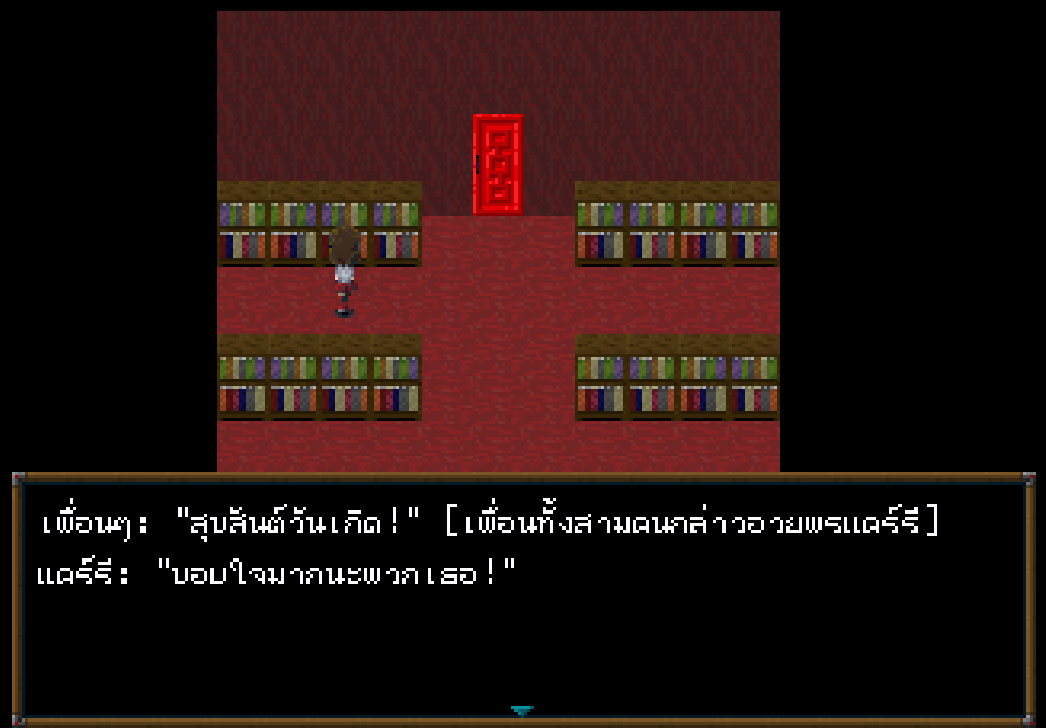 เพื่อนๆ: "สุขสันต์วันเกิด!" [เพื่อนทั้งสามคนกล่าวอวยพรแคร์รี่]
แคร์รี่: "ขอบใจมากนะพวกเธอ!"